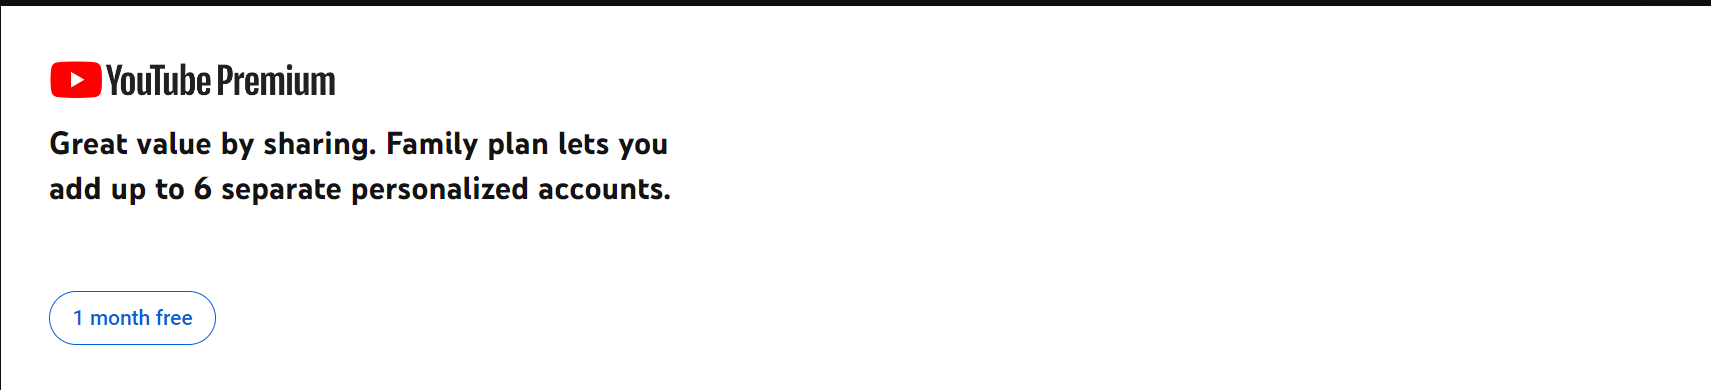 YouTube Premium
Great value by sharing. Family plan lets you
add up to 6 separate personalized accounts.
1 month free